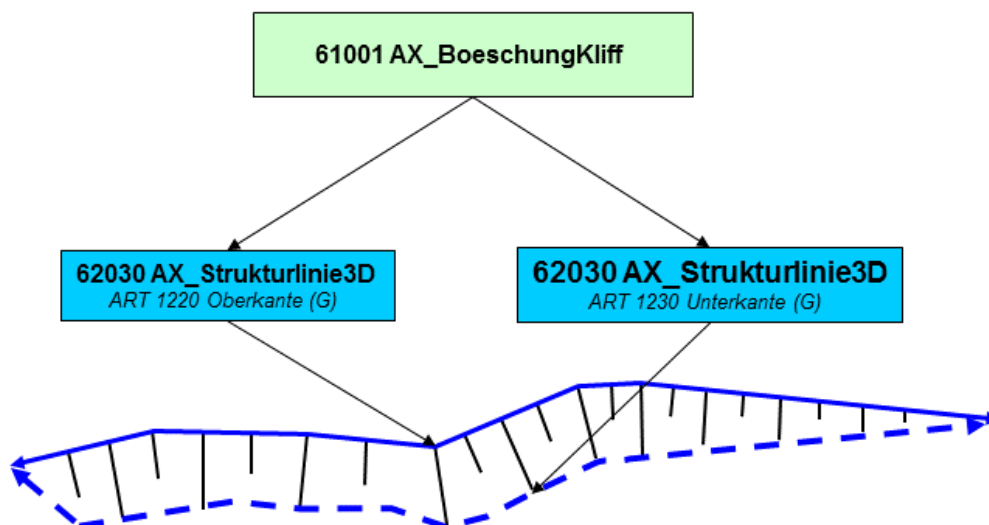 61001 AX_BoeschungKliff
62030 AX_Strukturlinie3D
ART 1220 Oberkante (G)
62030 AX_Strukturlinie3D
ART 1230 Unterkante (G)